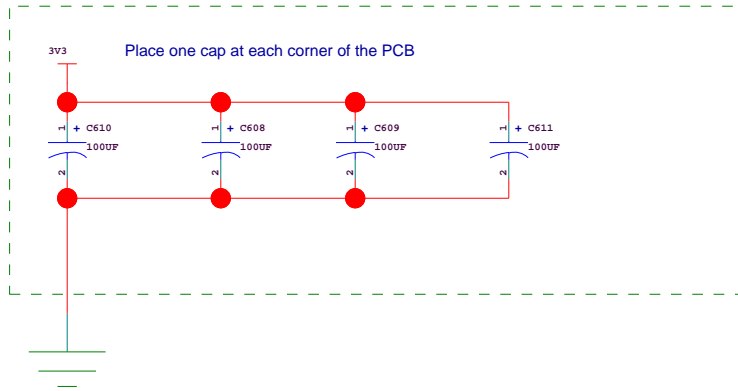 Place one cap at each corner of the PCB
3V3
1 + C610 1 + C608 1 + C609 1 + C611
100UF 100UF 100UF 100UF
2 2 2 2